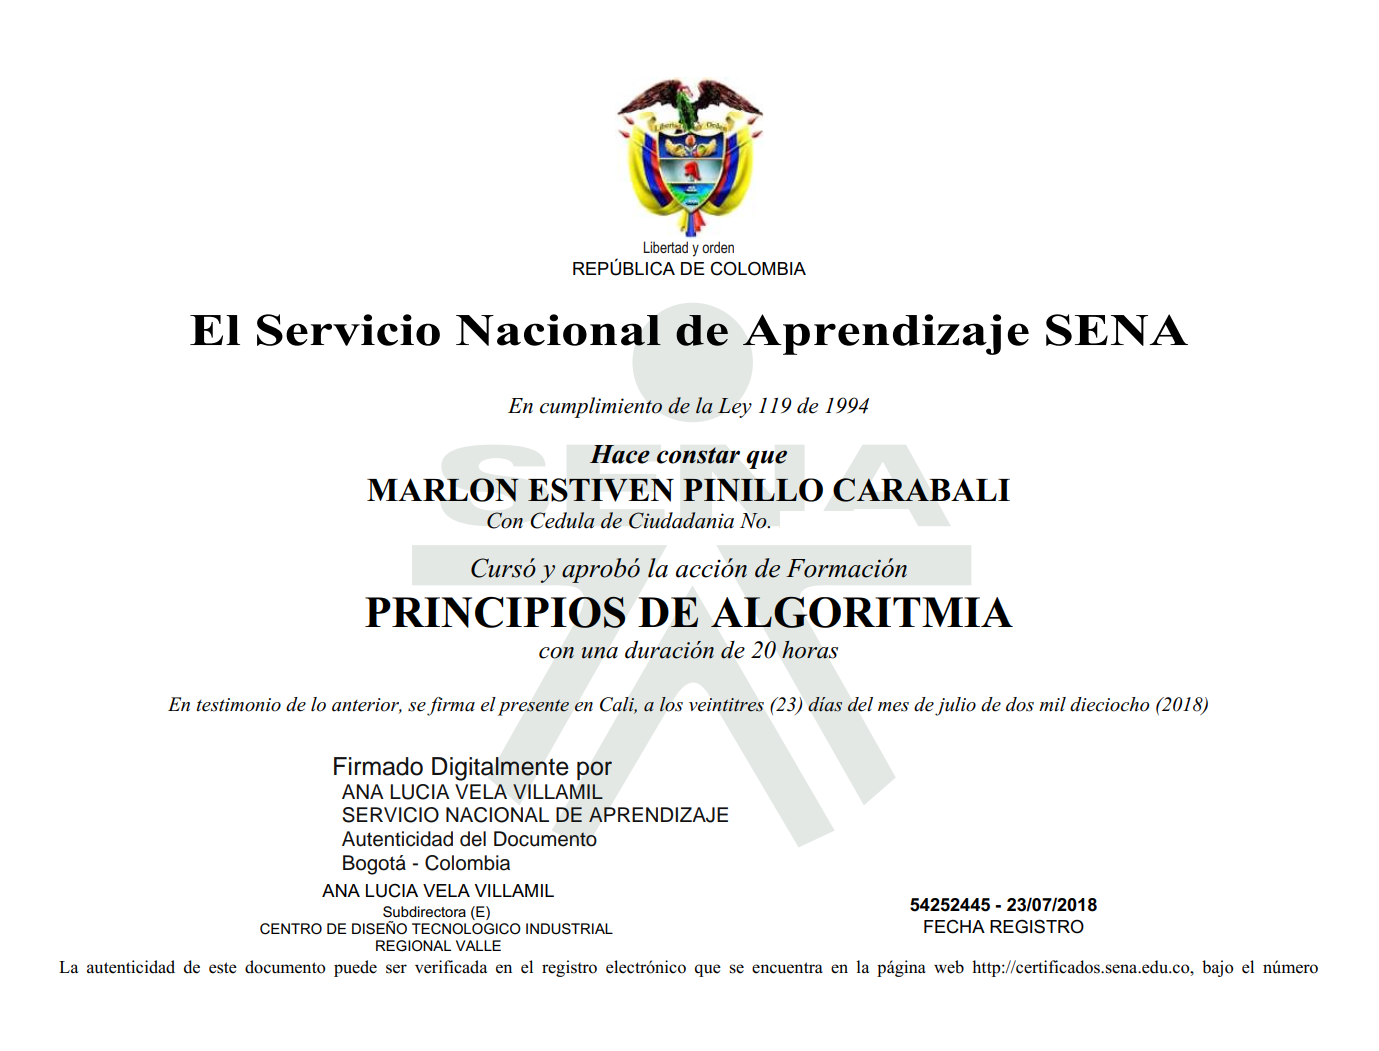 Libertad y Orden
Libertad y orden
REPÚBLICA DE COLOMBIA
El Servicio Nacional de Aprendizaje SENA
En cumplimiento de la Ley 119 de 1994
SENA
Hace constar que
MARLON ESTIVEN PINILLO CARABALI
Con Cedula de Ciudadania No.
Cursó y aprobó la acción de Formación
PRINCIPIOS DE ALGORITMIA
con una duración de 20 horas
En testimonio de lo anterior, se firma el presente en Cali, a los veintitres (23) días del mes de julio de dos mil dieciocho (2018)
Firmado Digitalmente por
ANA LUCIA VELA VILLAMIL
SERVICIO NACIONAL DE APRENDIZAJE
Autenticidad del Documento
Bogotá - Colombia
ANA LUCIA VELA VILLAMIL
Subdirectora (E)
CENTRO DE DISEÑO TECNOLOGICO INDUSTRIAL
REGIONAL VALLE
54252445 - 23/07/2018
FECHA REGISTRO
La autenticidad de este documento puede ser verificada en el registro electrónico que se encuentra en la página web http://certificados.sena.edu.co, bajo el número